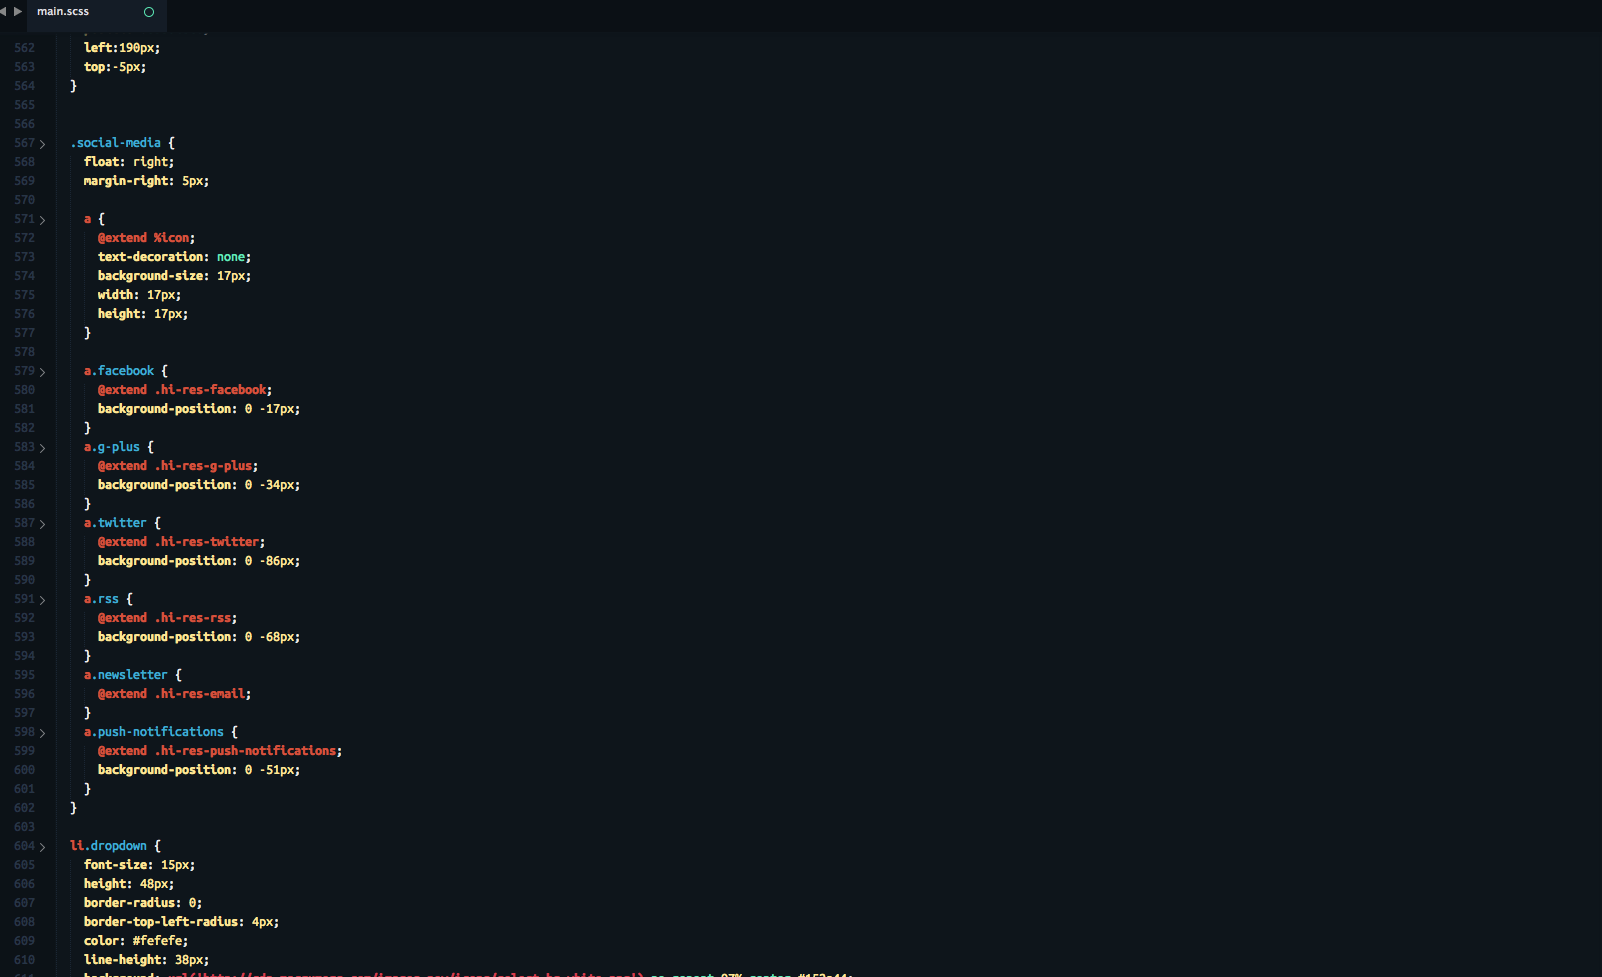 main.scss
562 left:190px;
563 top:-5px;
564 }
565
566
567 .social-media {
568 float: right;
569 margin-right: 5px;
570
571 a {
572 @extend %icon;
573 text-decoration: none;
574 background-size: 17px;
575 width: 17px;
576 height: 17px;
577 }
578
579 a.facebook {
580 @extend .hi-res-facebook;
581 background-position: 0 -17px;
582 }
583 a.g-plus {
584 @extend .hi-res-g-plus;
585 background-position: 0 -34px;
586 }
587 a.twitter {
588 @extend .hi-res-twitter;
589 background-position: 0 -86px;
590 }
591 a.rss {
592 @extend .hi-res-rss;
593 background-position: 0 -68px;
594 }
595 a.newsletter {
596 @extend .hi-res-email;
597 }
598 a.push-notifications {
599 @extend .hi-res-push-notifications;
600 background-position: 0 -51px;
601 }
602 }
603
604 li.dropdown {
605 font-size: 15px;
606 height: 48px;
607 border-radius: 0;
608 border-top-left-radius: 4px;
609 color: #fefefe;
610 line-height: 38px;